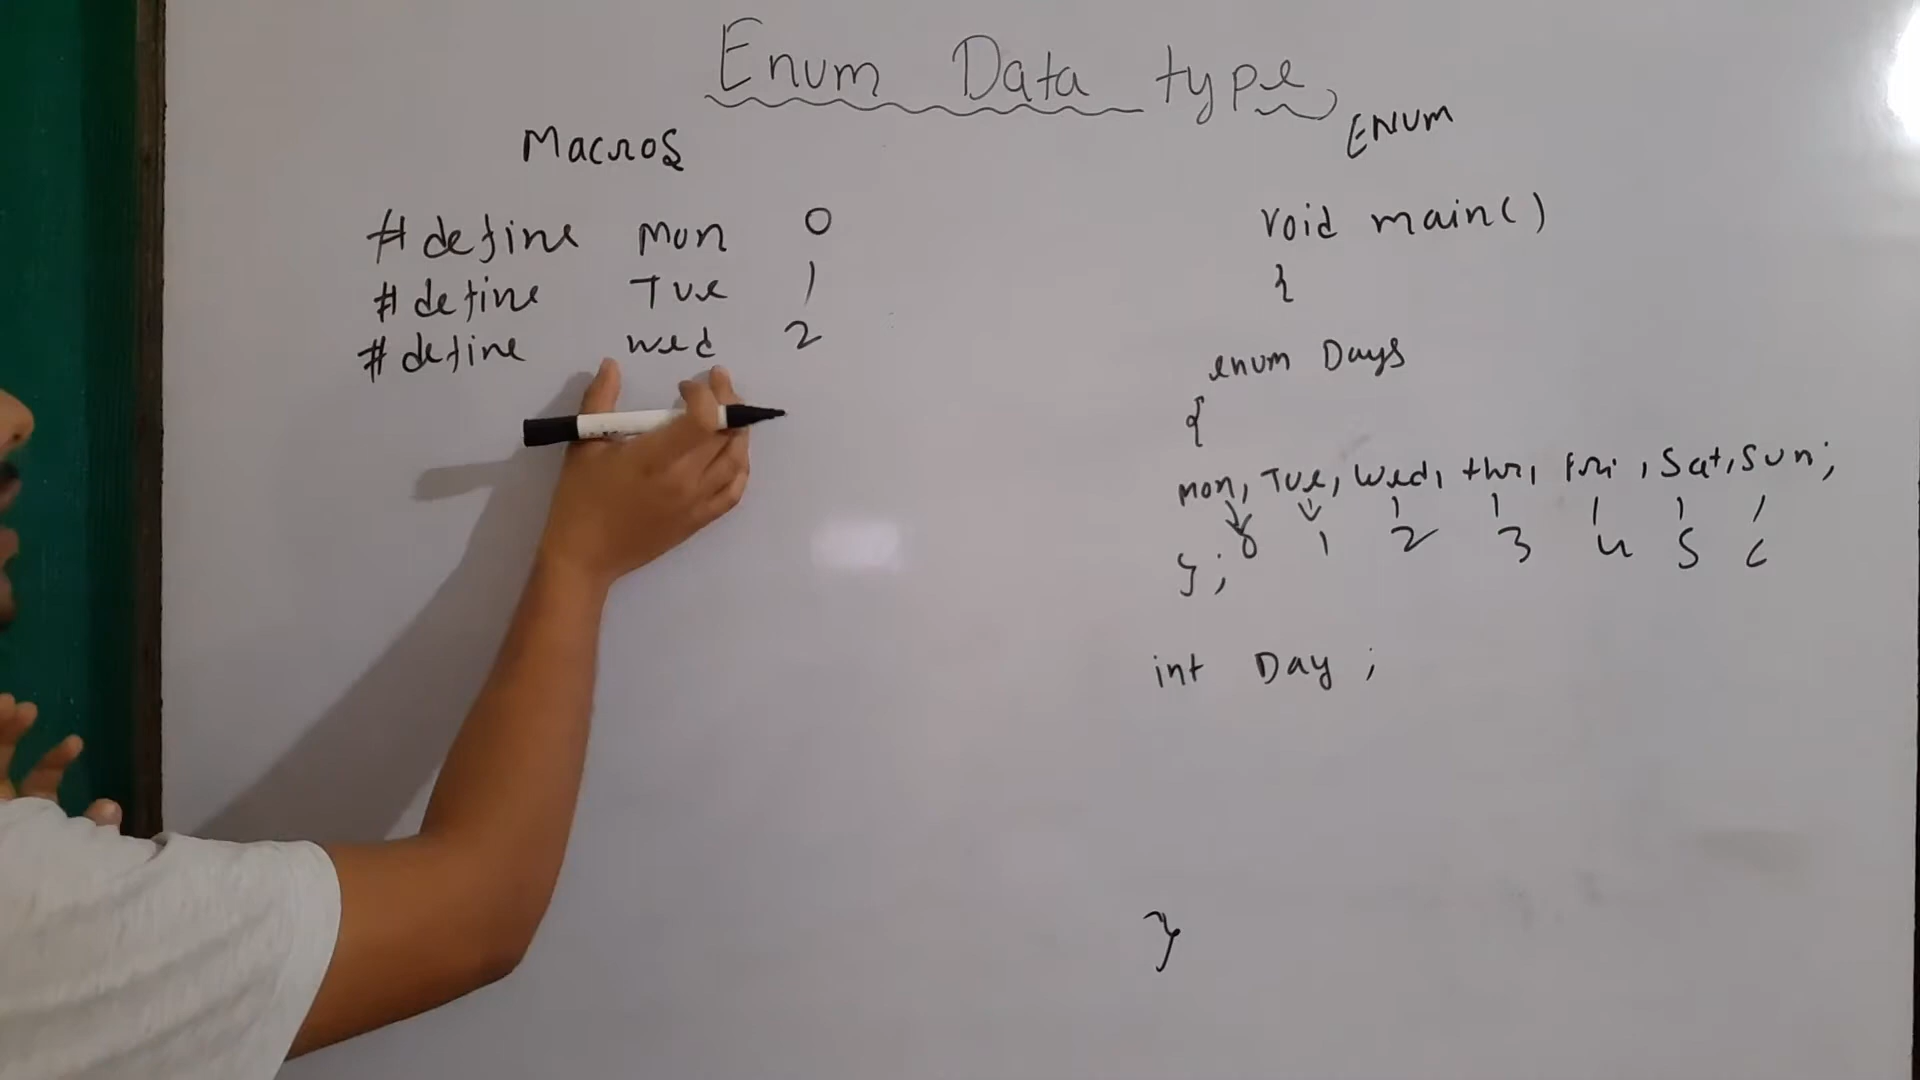 Enum Data type
Macros
#define Mon 0
#define Tue 1
#define wed 2
ENUM
void main()
{
enum Days
{
mon, Tue, wed, thr, fri, Sat, Sun;
0 1 2 3 4 5 6
};
int Day ;
}